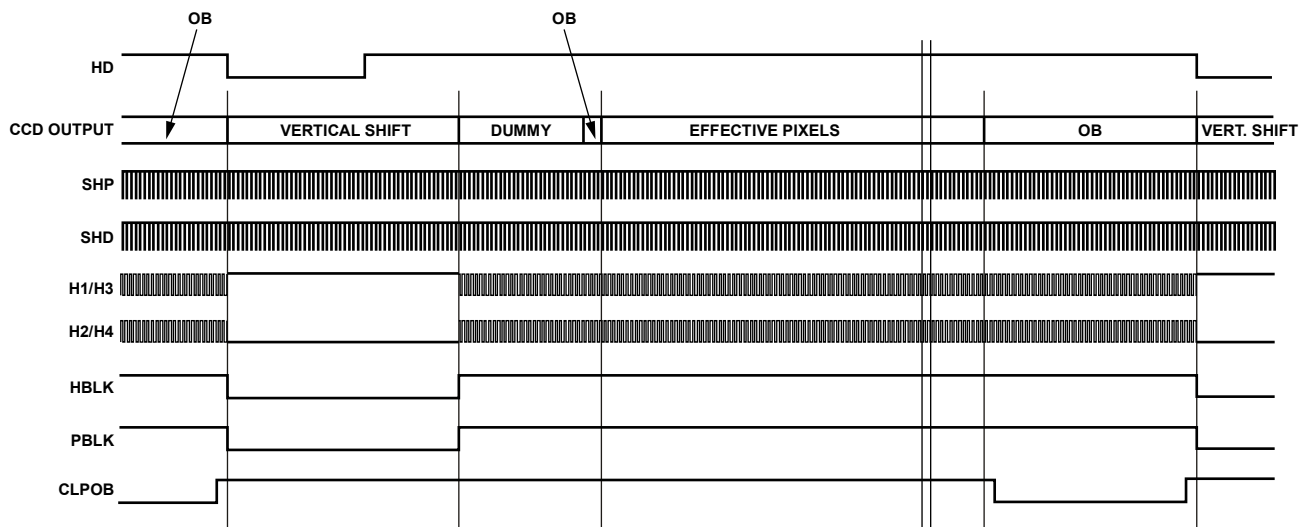 OB
OB
HD
CCD OUTPUT
VERTICAL SHIFT
DUMMY
EFFECTIVE PIXELS
OB
VERT. SHIFT
SHP
SHD
H1/H3
H2/H4
HBLK
PBLK
CLPOB